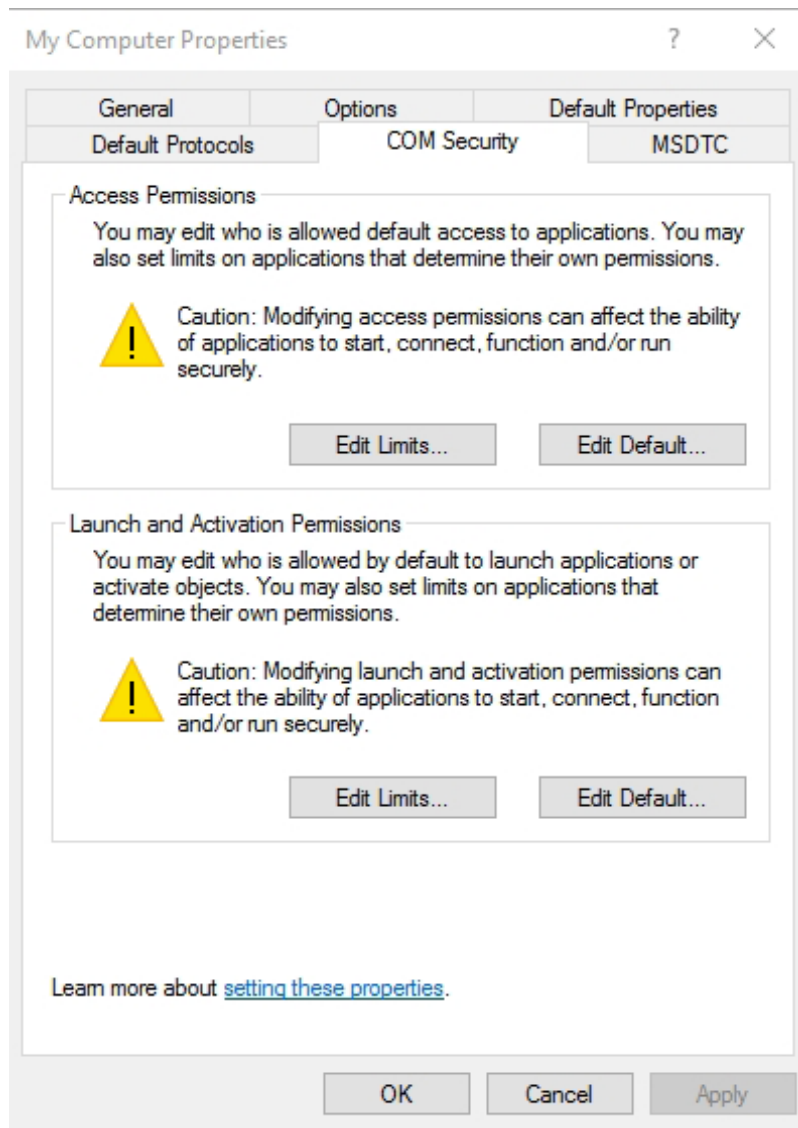 My Computer Properties
?
General
Options
Default Properties
Default Protocols
COM Security
MSDTC
Access Permissions
You may edit who is allowed default access to applications. You may
also set limits on applications that determine their own permissions.
Caution: Modifying access permissions can affect the ability
of applications to start, connect, function and/or run
securely.
Edit Limits...
Edit Default...
Launch and Activation Permissions
You may edit who is allowed by default to launch applications or
activate objects. You may also set limits on applications that
determine their own permissions.
Caution: Modifying launch and activation permissions can
affect the ability of applications to start, connect, function
and/or run securely.
Edit Limits...
Edit Default...
Learn more about setting these properties.
OK
Cancel
Apply